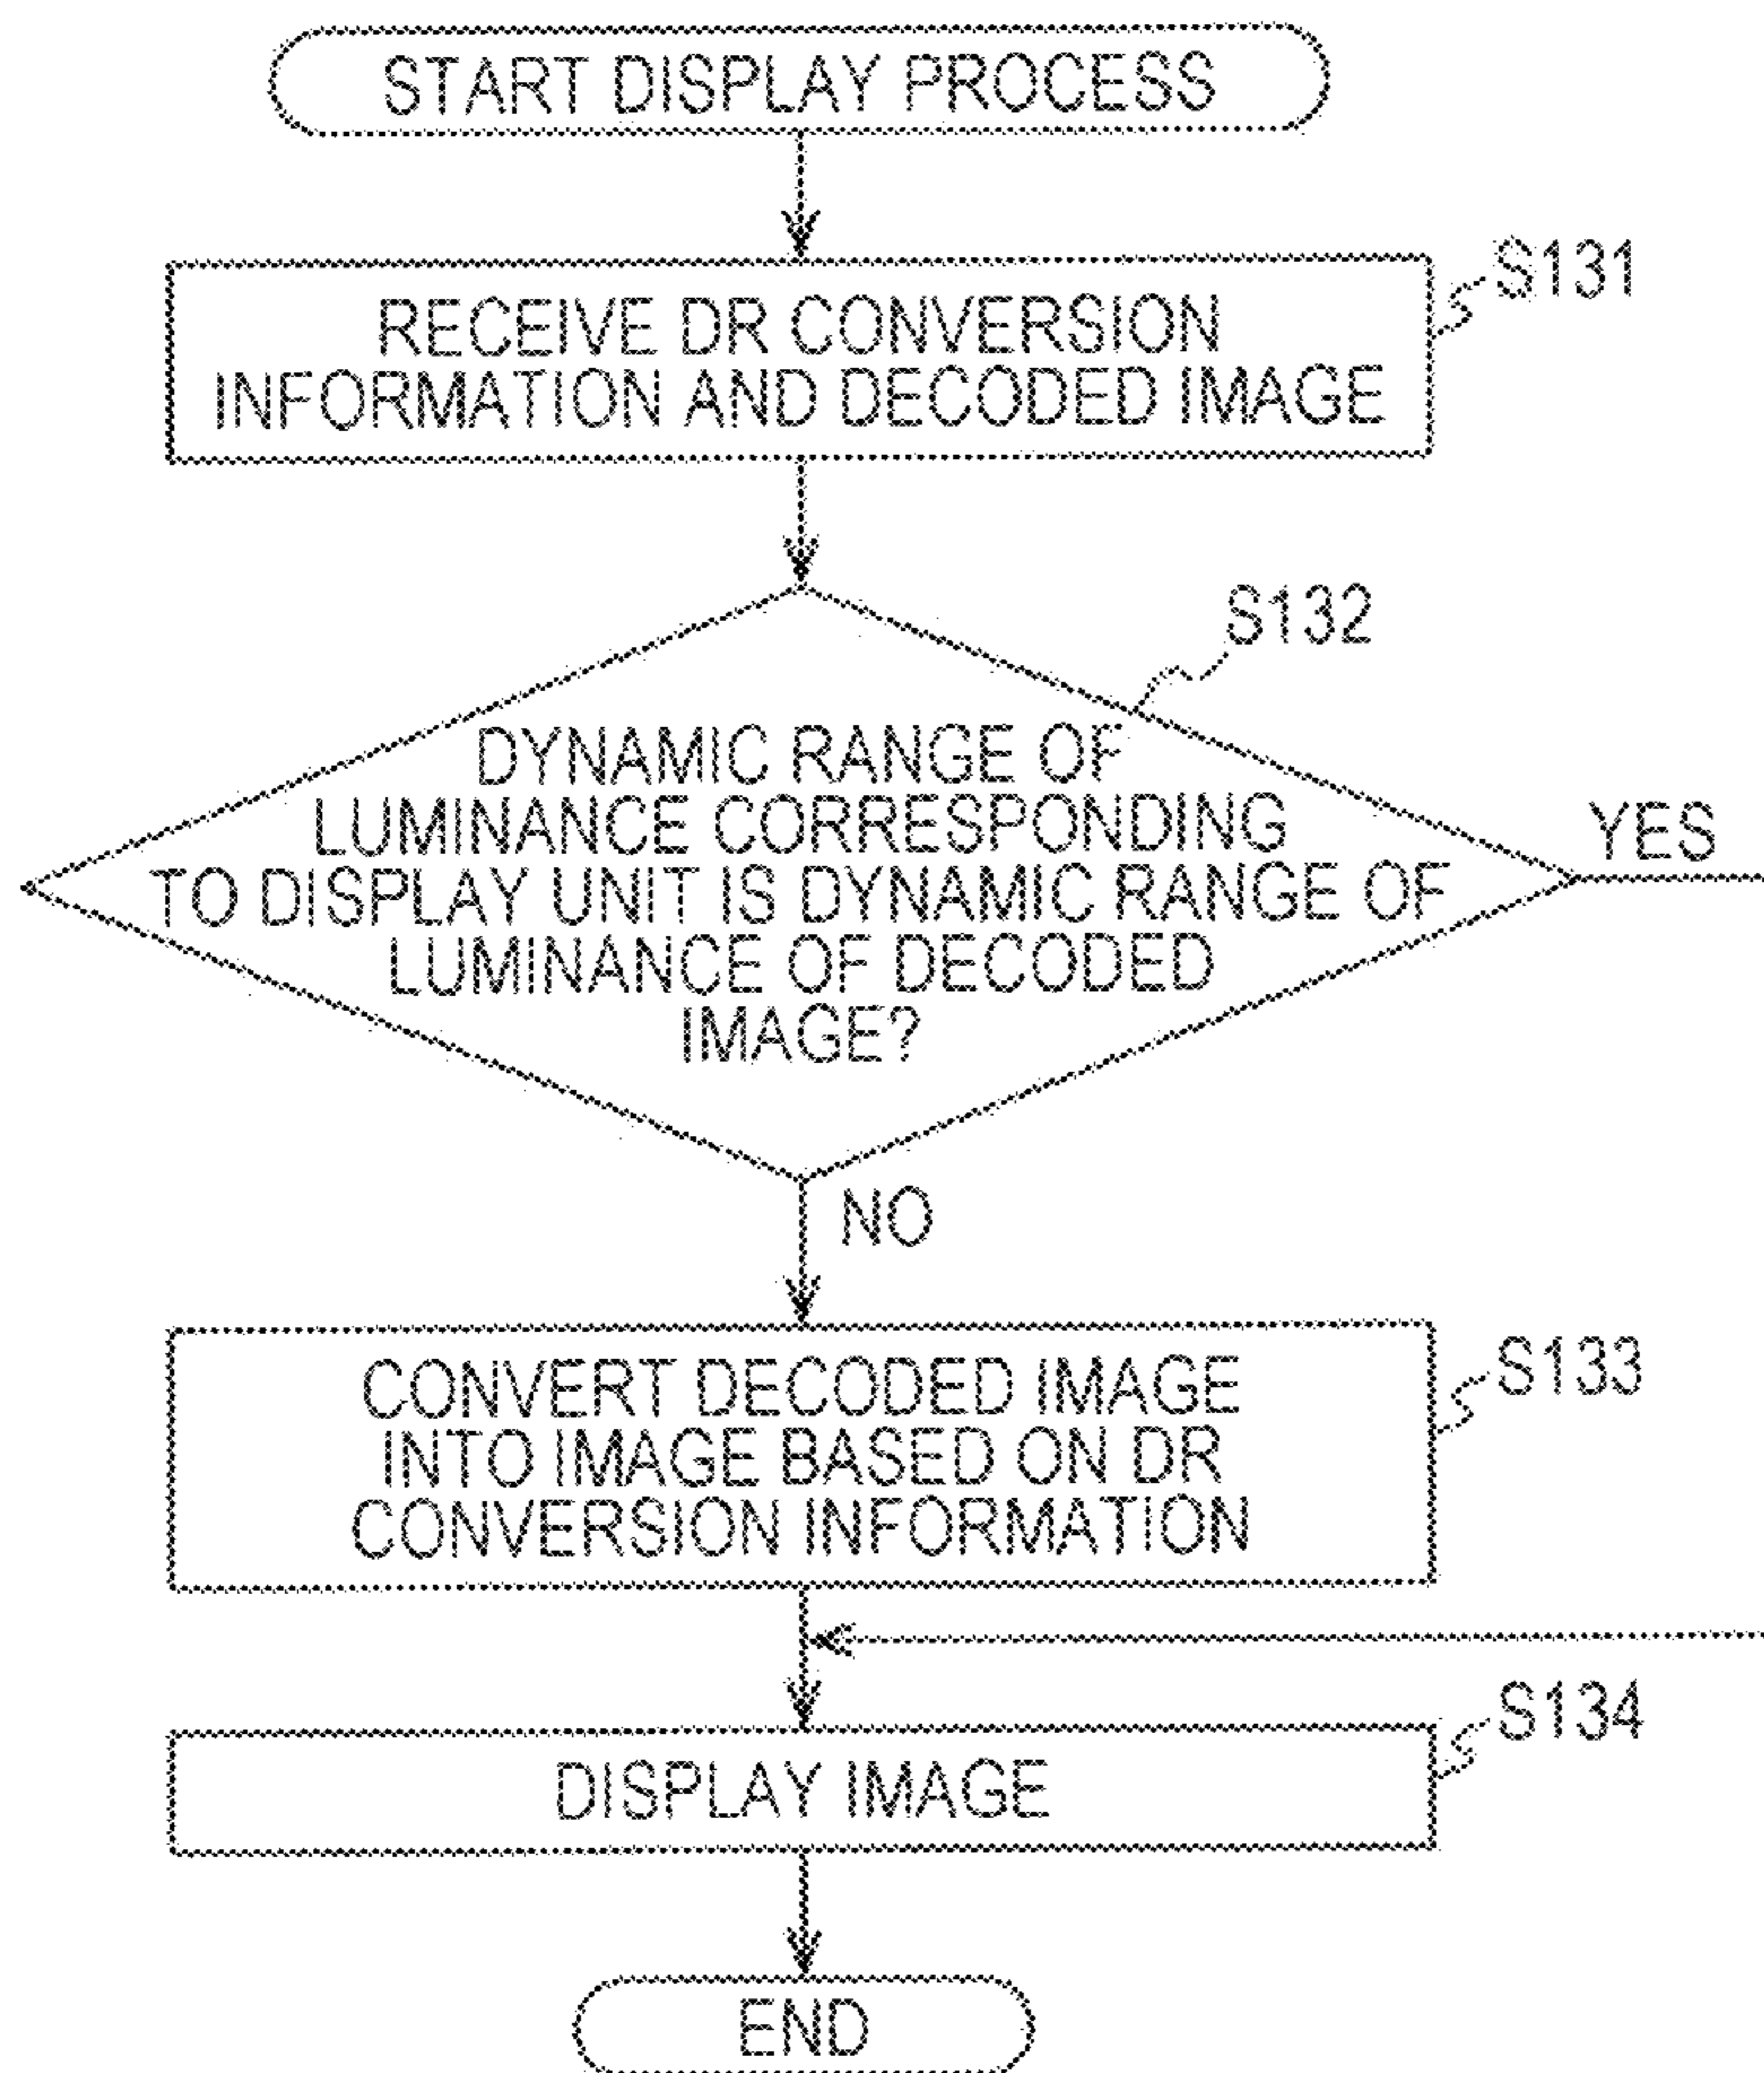 START DISPLAY PROCESS
S131
RECEIVE DR CONVERSION
INFORMATION AND DECODED IMAGE
S132
DYNAMIC RANGE OF
LUMINANCE CORRESPONDING
TO DISPLAY UNIT IS DYNAMIC RANGE OF
LUMINANCE OF DECODED
IMAGE?
YES
NO
S133
CONVERT DECODED IMAGE
INTO IMAGE BASED ON DR
CONVERSION INFORMATION
S134
DISPLAY IMAGE
END